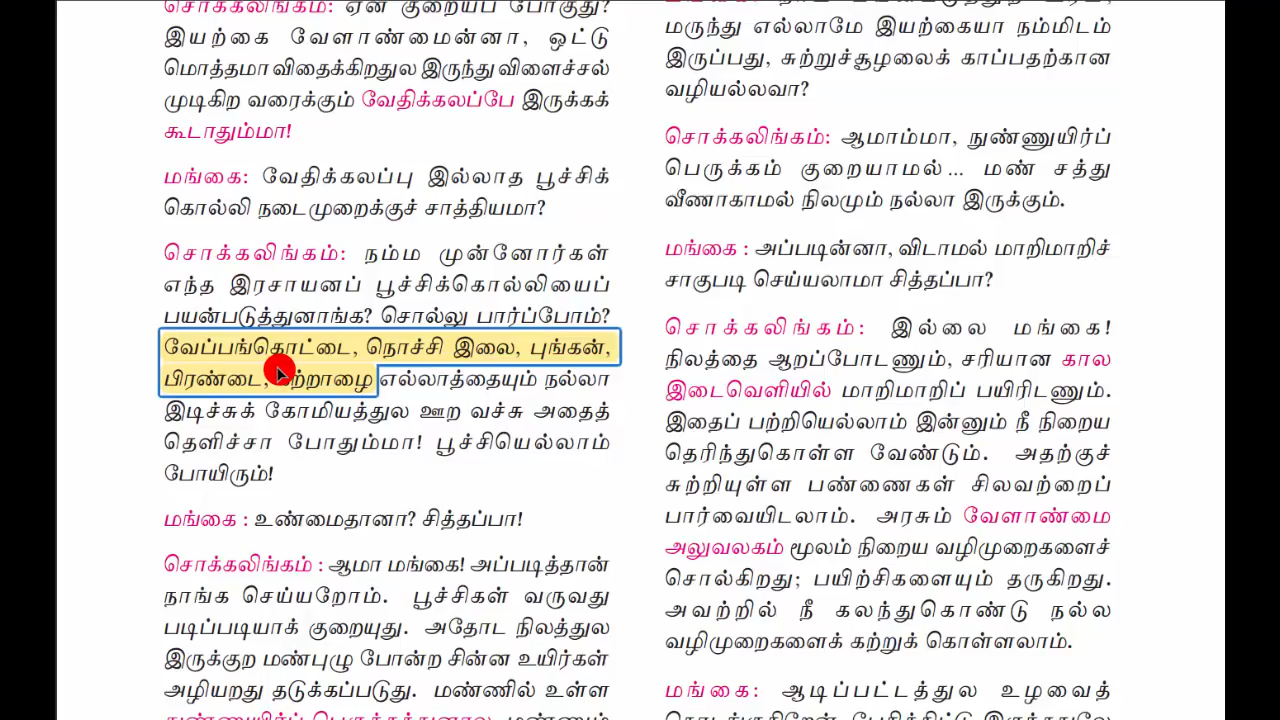 சொக்கலிங்கம்: ஏன் குறையப் போகுது?
இயற்கை வேளாண்மைன்னா, ஒட்டு
மொத்தமா விதைக்கிறதுல இருந்து விளைச்சல்
முடிகிற வரைக்கும் வேதிக்கலப்பே இருக்கக்
கூடாதும்மா!
மங்கை: வேதிக்கலப்பு இல்லாத பூச்சிக்
கொல்லி நடைமுறைக்குச் சாத்தியமா?
சொக்கலிங்கம்: நம்ம முன்னோர்கள்
எந்த இரசாயனப் பூச்சிக்கொல்லியைப்
பயன்படுத்துனாங்க? சொல்லு பார்ப்போம்?
வேப்பங்கொட்டை, நொச்சி இலை, புங்கன்,
பிரண்டை, கற்றாழை எல்லாத்தையும் நல்லா
இடிச்சுக் கோமியத்துல ஊற வச்சு அதைத்
தெளிச்சா போதும்மா! பூச்சியெல்லாம்
போயிரும்!
மங்கை : உண்மைதானா? சித்தப்பா!
சொக்கலிங்கம் : ஆமா மங்கை! அப்படித்தான்
நாங்க செய்யறோம். பூச்சிகள் வருவது
படிப்படியாக் குறையுது. அதோட நிலத்துல
இருக்குற மண்புழு போன்ற சின்ன உயிர்கள்
அழியறது தடுக்கப்படுது. மண்ணில் உள்ள
மருந்து எல்லாமே இயற்கையா நம்மிடம்
இருப்பது, சுற்றுச்சூழலைக் காப்பதற்கான
வழியல்லவா?
சொக்கலிங்கம்: ஆமாம்மா, நுண்ணுயிர்ப்
பெருக்கம் குறையாமல்... மண் சத்து
வீணாகாமல் நிலமும் நல்லா இருக்கும்.
மங்கை : அப்படின்னா, விடாமல் மாறிமாறிச்
சாகுபடி செய்யலாமா சித்தப்பா?
சொக்கலிங்கம்: இல்லை மங்கை!
நிலத்தை ஆறப்போடணும், சரியான கால
இடைவெளியில் மாறிமாறிப் பயிரிடணும்.
இதைப் பற்றியெல்லாம் இன்னும் நீ நிறைய
தெரிந்துகொள்ள வேண்டும். அதற்குச்
சுற்றியுள்ள பண்ணைகள் சிலவற்றைப்
பார்வையிடலாம். அரசும் வேளாண்மை
அலுவலகம் மூலம் நிறைய வழிமுறைகளைச்
சொல்கிறது; பயிற்சிகளையும் தருகிறது.
அவற்றில் நீ கலந்துகொண்டு நல்ல
வழிமுறைகளைக் கற்றுக் கொள்ளலாம்.
மங்கை: ஆடிப்பட்டத்துல உழவைத்